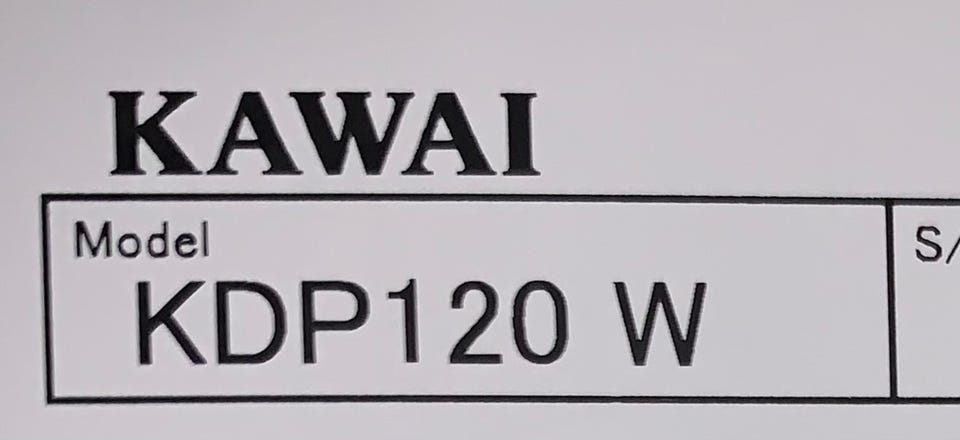 KAWAI
Model
S/
KDP120 W